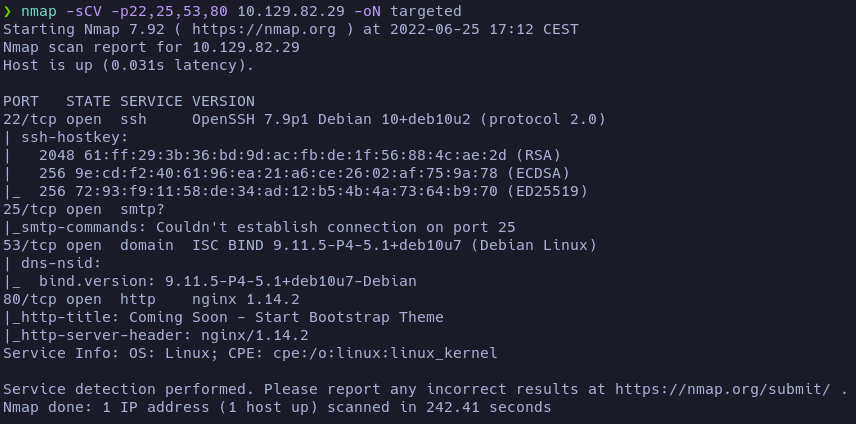 ❯ nmap -sCV -p22,25,53,80 10.129.82.29 -oN targeted
Starting Nmap 7.92 ( https://nmap.org ) at 2022-06-25 17:12 CEST
Nmap scan report for 10.129.82.29
Host is up (0.031s latency).

PORT   STATE SERVICE VERSION
22/tcp open  ssh     OpenSSH 7.9p1 Debian 10+deb10u2 (protocol 2.0)
| ssh-hostkey:
|   2048 61:ff:29:3b:36:bd:9d:ac:fb:de:1f:56:88:4c:ae:2d (RSA)
|   256 9e:cd:f2:40:61:96:ea:21:a6:ce:26:02:af:75:9a:78 (ECDSA)
|_  256 72:93:f9:11:58:de:34:ad:12:b5:4b:4a:73:64:b9:70 (ED25519)
25/tcp open  smtp?
|_smtp-commands: Couldn't establish connection on port 25
53/tcp open  domain  ISC BIND 9.11.5-P4-5.1+deb10u7 (Debian Linux)
| dns-nsid:
|_  bind.version: 9.11.5-P4-5.1+deb10u7-Debian
80/tcp open  http    nginx 1.14.2
|_http-title: Coming Soon - Start Bootstrap Theme
|_http-server-header: nginx/1.14.2
Service Info: OS: Linux; CPE: cpe:/o:linux:linux_kernel

Service detection performed. Please report any incorrect results at https://nmap.org/submit/ .
Nmap done: 1 IP address (1 host up) scanned in 242.41 seconds